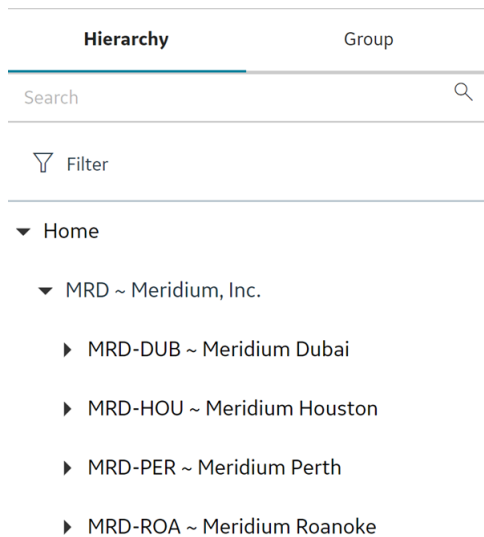 Hierarchy Group
Search
Filter
Home
MRD ~ Meridium, Inc.
MRD-DUB ~ Meridium Dubai
MRD-HOU ~ Meridium Houston
MRD-PER ~ Meridium Perth
MRD-ROA ~ Meridium Roanoke